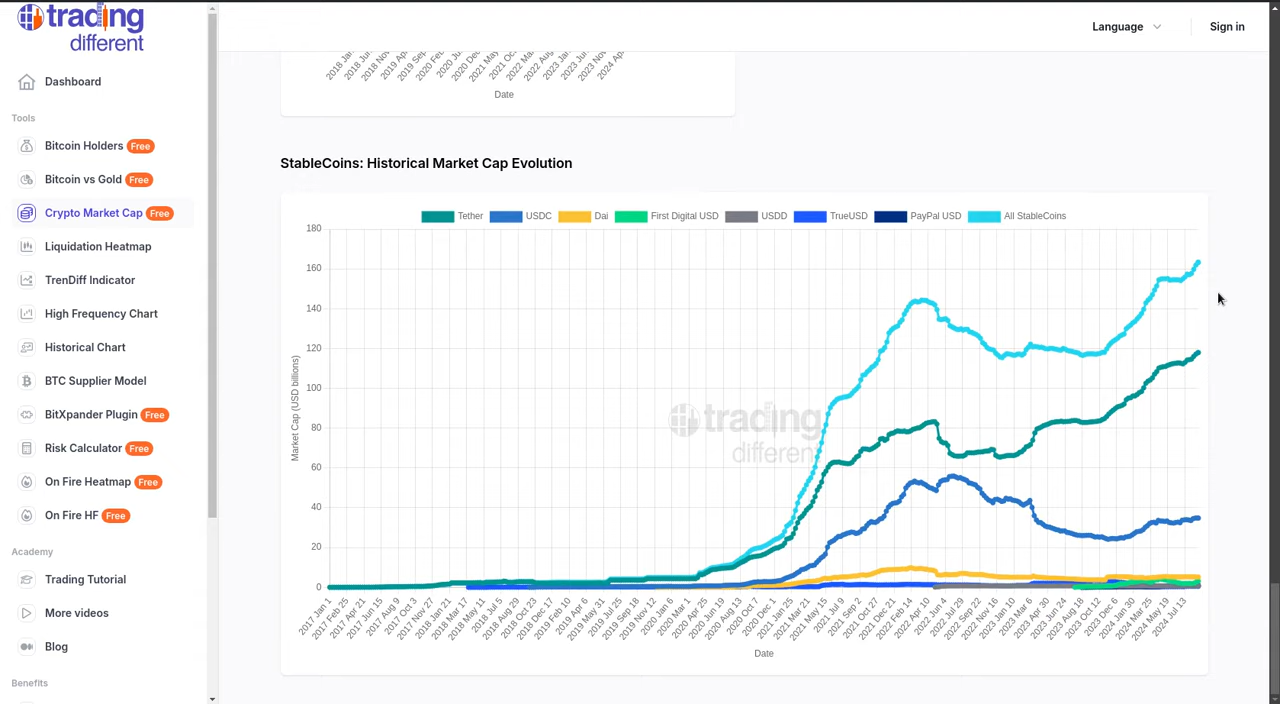 trading
different
Dashboard
Tools
Bitcoin Holders Free
Bitcoin vs Gold Free
Crypto Market Cap Free
Liquidation Heatmap
TrenDiff Indicator
High Frequency Chart
Historical Chart
BTC Supplier Model
BitXpander Plugin Free
Risk Calculator Free
On Fire Heatmap Free
On Fire HF Free
Academy
Trading Tutorial
More videos
Blog
Benefits
Language
Sign in
Date
StableCoins: Historical Market Cap Evolution
Tether USDC Dai First Digital USD USDD TrueUSD PayPal USD All StableCoins
Market Cap (USD billions)
180
160
140
120
100
80
60
40
20
0
trading
different
2017 Jan 1 2017 Feb 25 2017 Apr 21 2017 Jun 15 2017 Aug 9 2017 Oct 3 2017 Nov 27 2018 Jan 21 2018 Mar 17 2018 May 11 2018 Jul 5 2018 Aug 29 2018 Oct 23 2018 Dec 17 2019 Feb 10 2019 Apr 6 2019 May 31 2019 Jul 25 2019 Sep 18 2019 Nov 12 2020 Jan 6 2020 Mar 1 2020 Apr 25 2020 Jun 19 2020 Aug 13 2020 Oct 7 2020 Dec 1 2021 Jan 25 2021 Mar 21 2021 May 15 2021 Jul 9 2021 Sep 2 2021 Oct 27 2021 Dec 21 2022 Feb 14 2022 Apr 10 2022 Jun 4 2022 Jul 29 2022 Sep 22 2022 Nov 16 2023 Jan 10 2023 Mar 6 2023 Apr 30 2023 Jun 24 2023 Aug 18 2023 Oct 12 2023 Dec 6 2024 Jan 30 2024 Mar 25 2024 May 19 2024 Jul 13
Date